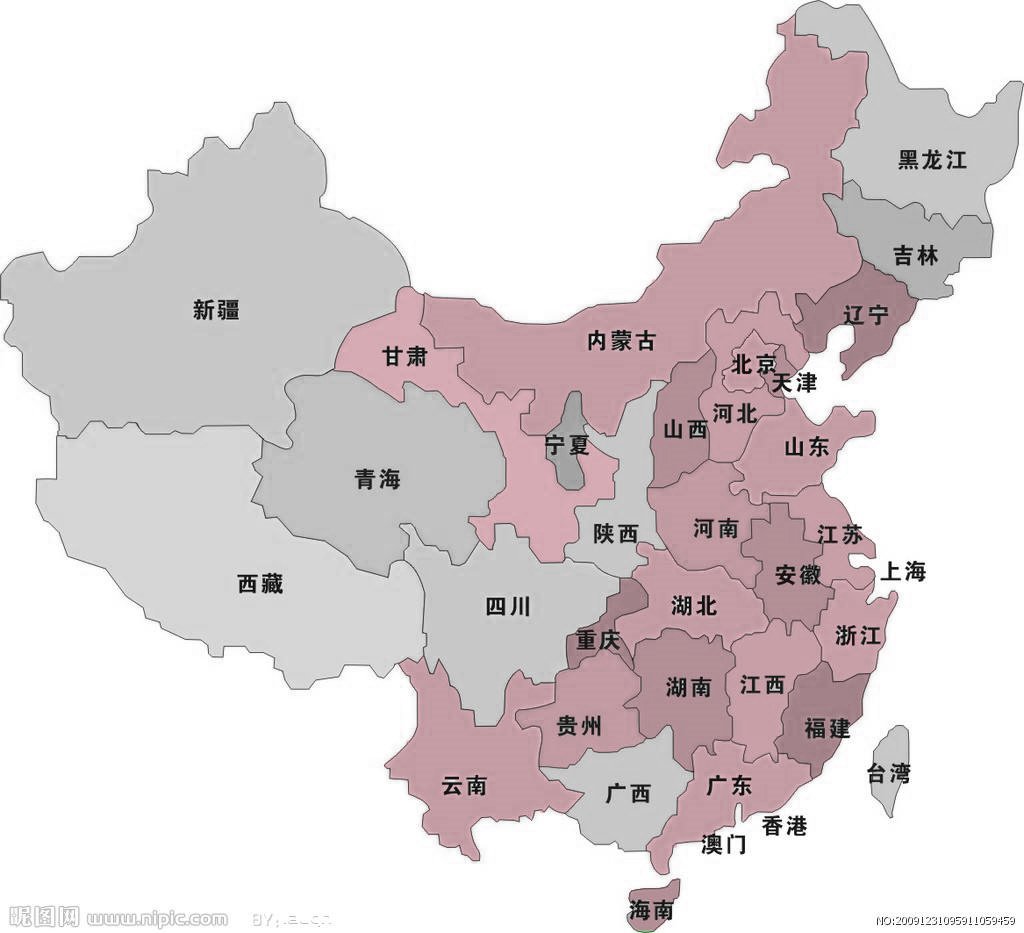 黑龙江
吉林
新疆
辽宁
内蒙古
甘肃
北京
天津
河北
山西
宁夏
山东
青海
河南
陕西
江苏
上海
安徽
西藏
四川
湖北
浙江
重庆
湖南
江西
贵州
福建
台湾
云南
广东
广西
香港
澳门
海南
昵图网 www.nipic.com
NO:20091231095911059459